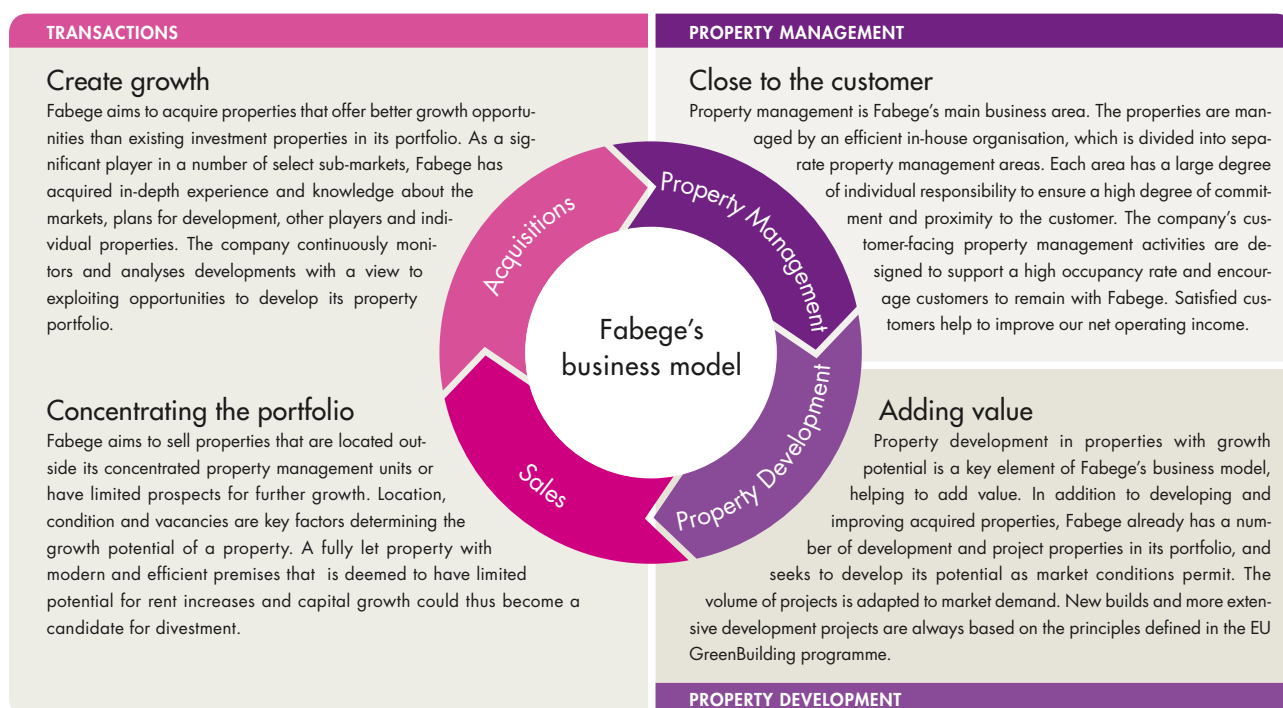 TRANSACTIONS
Create growth
Fabege aims to acquire properties that offer better growth opportu-
nities than existing investment properties in its portfolio. As a sig-
nificant player in a number of select sub-markets, Fabege has
acquired in-depth experience and knowledge about the
markets, plans for development, other players and indi-
vidual properties. The company continuously moni-
tors and analyses developments with a view to
exploiting opportunities to develop its property
portfolio.
Concentrating the portfolio
Fabege aims to sell properties that are located out-
side its concentrated property management units or
have limited prospects for further growth. Location,
condition and vacancies are key factors determining the
growth potential of a property. A fully let property with
modern and efficient premises that is deemed to have limited
potential for rent increases and capital growth could thus become a
candidate for divestment.
Acquisitions
Property Management
Property Development
Sales
Fabege's
business model
PROPERTY MANAGEMENT
Close to the customer
Property management is Fabege's main business area. The properties are man-
aged by an efficient in-house organisation, which is divided into sepa-
rate property management areas. Each area has a large degree
of individual responsibility to ensure a high degree of commit-
ment and proximity to the customer. The company's cus-
tomer-facing property management activities are de-
signed to support a high occupancy rate and encour-
age customers to remain with Fabege. Satisfied cus-
tomers help to improve our net operating income.
Adding value
Property development in properties with growth
potential is a key element of Fabege's business model,
helping to add value. In addition to developing and
improving acquired properties, Fabege already has a num-
ber of development and project properties in its portfolio, and
seeks to develop its potential as market conditions permit. The
volume of projects is adapted to market demand. New builds and more exten-
sive development projects are always based on the principles defined in the EU
GreenBuilding programme.
PROPERTY DEVELOPMENT